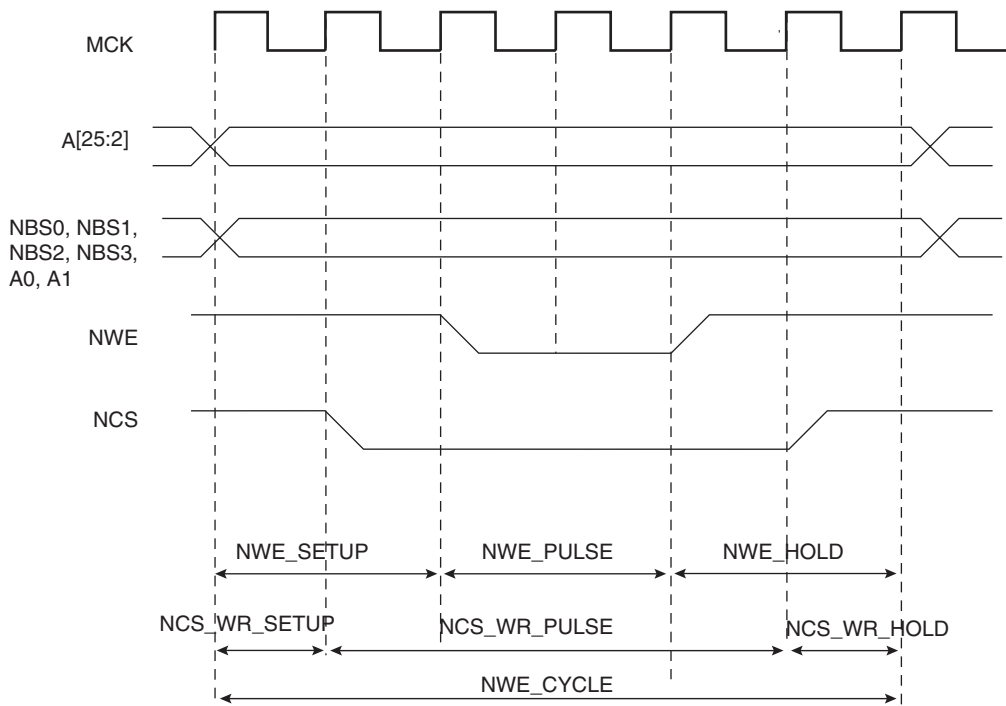 MCK
A[25:2]
NBS0, NBS1,
NBS2, NBS3,
A0, A1
NWE
NCS
NWE_SETUP NWE_PULSE NWE_HOLD
NCS_WR_SETUP NCS_WR_PULSE NCS_WR_HOLD
NWE_CYCLE